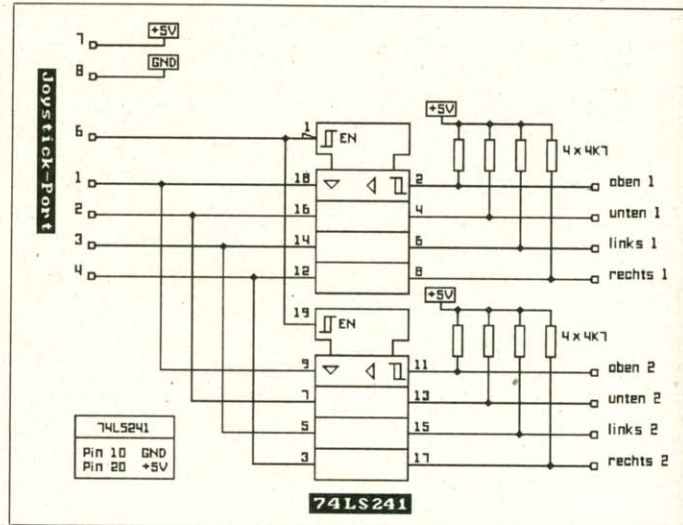 Joystick-Port
7 +5V
8 GND
6
1
2
3
4
1 EN
18 2 oben 1
16 4 unten 1
14 6 links 1
12 8 rechts 1
+5V
4 x 4K7
19 EN
9 11 oben 2
7 13 unten 2
5 15 links 2
3 17 rechts 2
+5V
4 x 4K7
74LS241
Pin 10 GND
Pin 20 +5V
74LS241